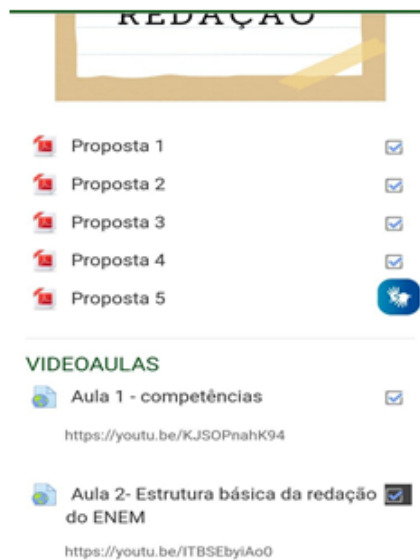 REDAÇÃO
Proposta 1
Proposta 2
Proposta 3
Proposta 4
Proposta 5
VIDEOAULAS
Aula 1 - competências
https://youtu.be/KJSOPnahK94
Aula 2- Estrutura básica da redação
do ENEM
https://youtu.be/ITBSEbyiAo0